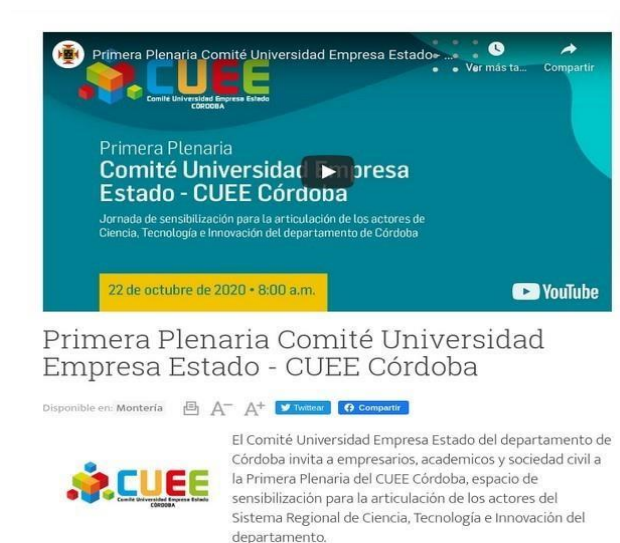 Primera Plenaria Comité Universidad Empresa Estado- ...
Ver más ta...
Compartir
CUEE
Comité Universidad Empresa Estado
CÓRDOBA
Primera Plenaria
Comité Universidad Empresa
Estado - CUEE Córdoba
Jornada de sensibilización para la articulación de los actores de
Ciencia, Tecnología e Innovación del departamento de Córdoba
22 de octubre de 2020 • 8:00 a.m.
YouTube
Primera Plenaria Comité Universidad
Empresa Estado - CUEE Córdoba
Disponible en: Montería A- A+ Twittear Compartir
El Comité Universidad Empresa Estado del departamento de
Córdoba invita a empresarios, academicos y sociedad civil a
la Primera Plenaria del CUEE Córdoba, espacio de
sensibilización para la articulación de los actores del
Sistema Regional de Ciencia, Tecnología e Innovación del
departamento.
CUEE
Comité Universidad Empresa Estado
CÓRDOBA